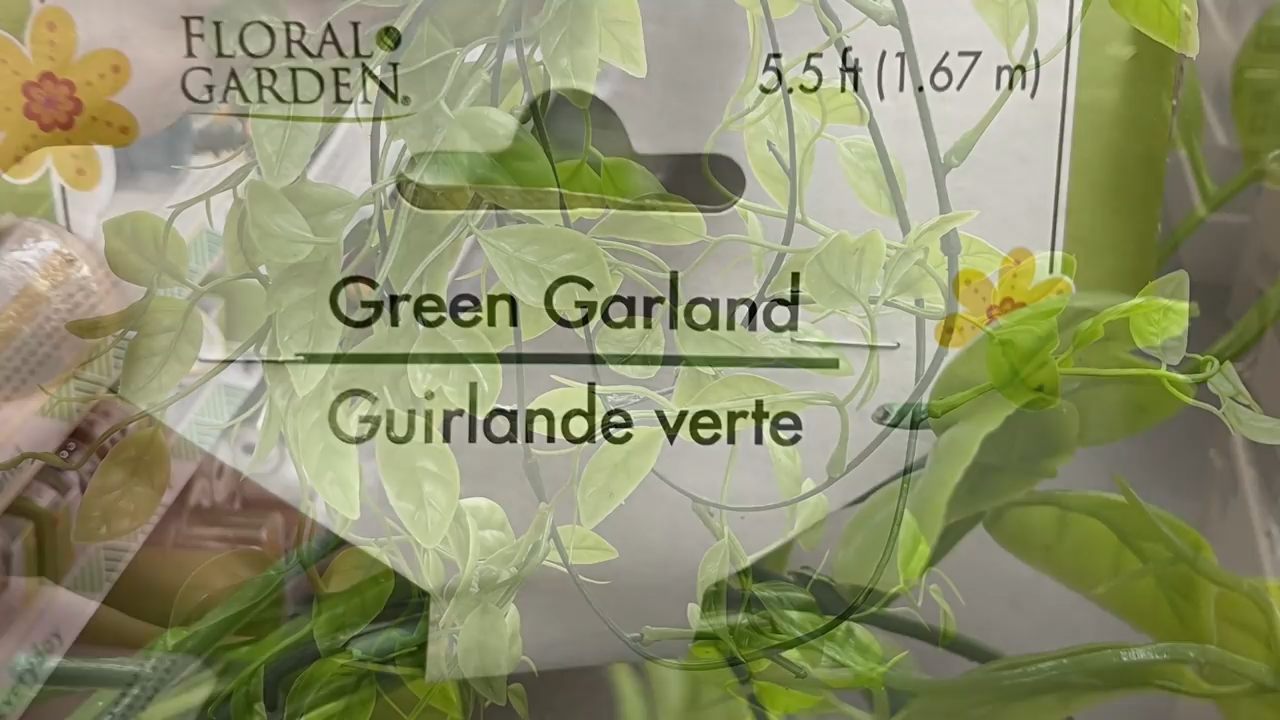 FLORAL
GARDEN®
5.5 ft (1.67 m)
Green Garland
Guirlande verte